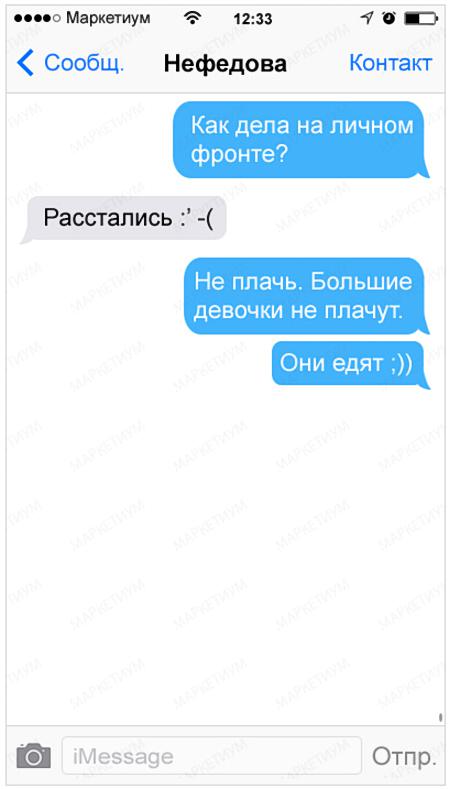 Маркетиум 12:33
Сообщ. Нефедова Контакт
Как дела на личном
фронте?
Расстались :' -(
Не плачь. Большие
девочки не плачут.
Они едят ;))
iMessage Отпр.
МАРКЕТИУМ